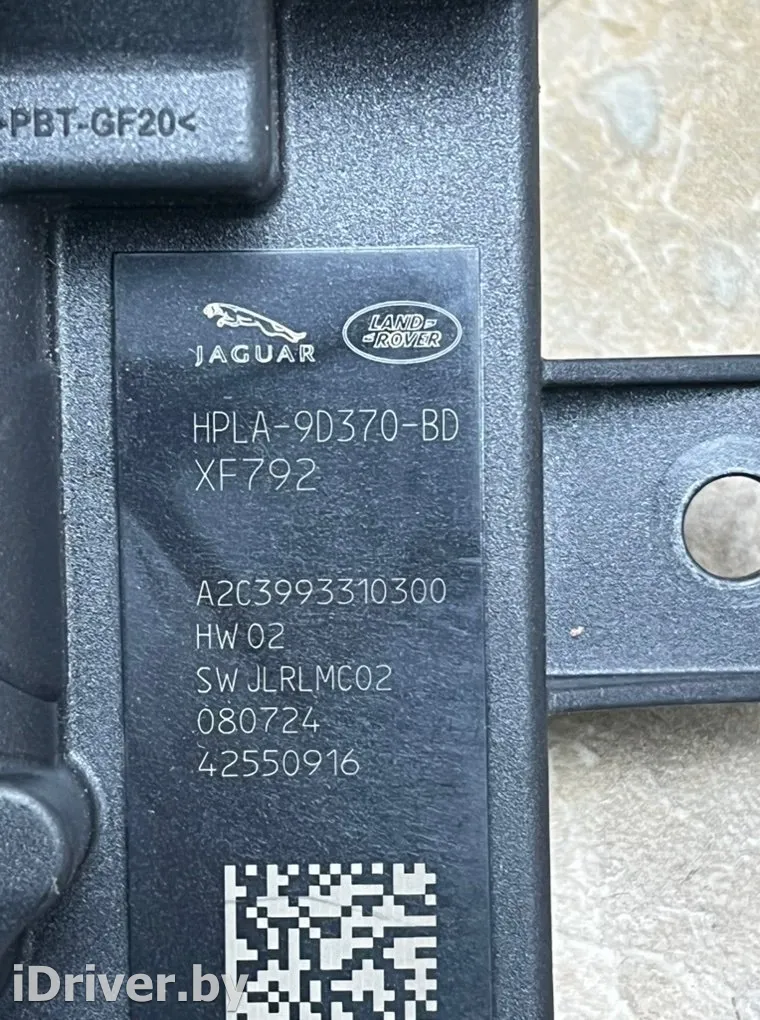 >PBT-GF20<
JAGUAR
LAND
ROVER
HPLA-9D370-BD
XF792
A2C3993310300
HW 02
SW JLRLMC02
080724
42550916
iDriver.by